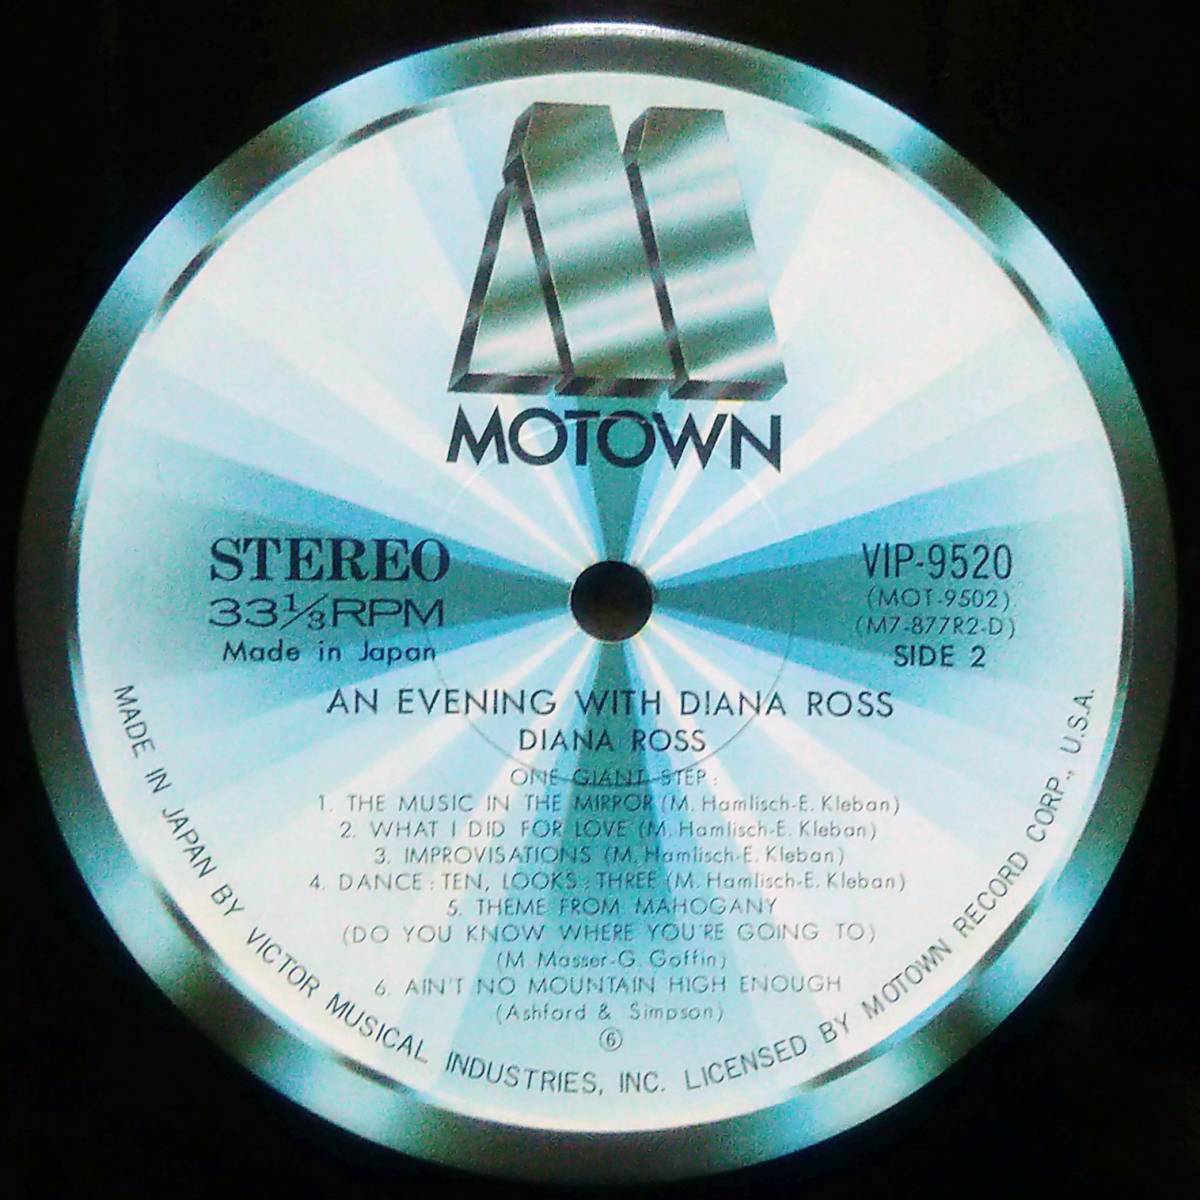 MOTOWN
STEREO
33⅓RPM
Made in Japan
VIP-9520
(MOT-9502)
(M7-877R2-D)
SIDE 2
AN EVENING WITH DIANA ROSS
DIANA ROSS
ONE GIANT STEP:
1. THE MUSIC IN THE MIRROR (M. Hamlisch-E. Kleban)
2. WHAT I DID FOR LOVE (M. Hamlisch-E. Kleban)
3. IMPROVISATIONS (M. Hamlisch-E. Kleban)
4. DANCE: TEN, LOOKS: THREE (M. Hamlisch-E. Kleban)
5. THEME FROM MAHOGANY
(DO YOU KNOW WHERE YOU'RE GOING TO)
(M Masser-G. Goffin)
6. AIN'T NO MOUNTAIN HIGH ENOUGH
(Ashford & Simpson)
⑥
MADE IN JAPAN BY VICTOR MUSICAL INDUSTRIES, INC. LICENSED BY MOTOWN RECORD CORP., U.S.A.